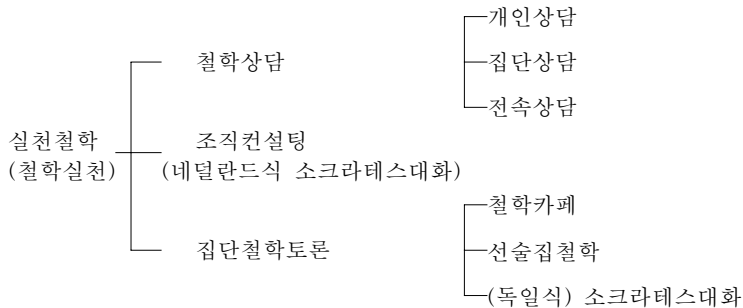 개인상담
철학상담
집단상담
전속상담
실천철학
(철학실천)
조직컨설팅
(네덜란드식 소크라테스대화)
철학카페
집단철학토론
선술집철학
(독일식) 소크라테스대화